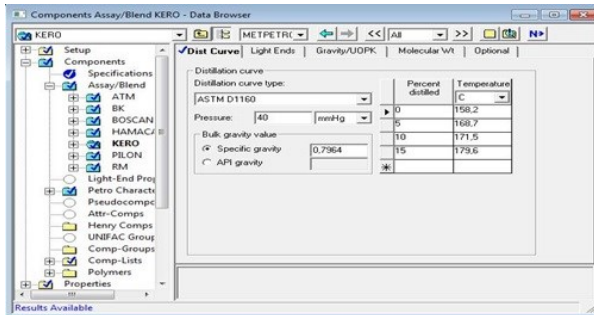 Components Assay/Blend KERO - Data Browser
KERO METPETRO << All >> N>
Setup
Components
Specifications
Assay/Blend
ATM
BK
BOSCAN
HAMACA
KERO
PILON
RM
Light-End Prop
Petro Characte
Pseudocompo
Attr-Comps
Henry Comps
UNIFAC Group
Comp-Groups
Comp-Lists
Polymers
Properties
Dist Curve Light Ends Gravity/UOPK Molecular Wt Optional
Distillation curve
Distillation curve type:
ASTM D1160
Pressure: 40 mmHg
Bulk gravity value
Specific gravity 0,7964
API gravity
Percent distilled Temperature
C
0 158,2
5 168,7
10 171,5
15 179,6
Results Available